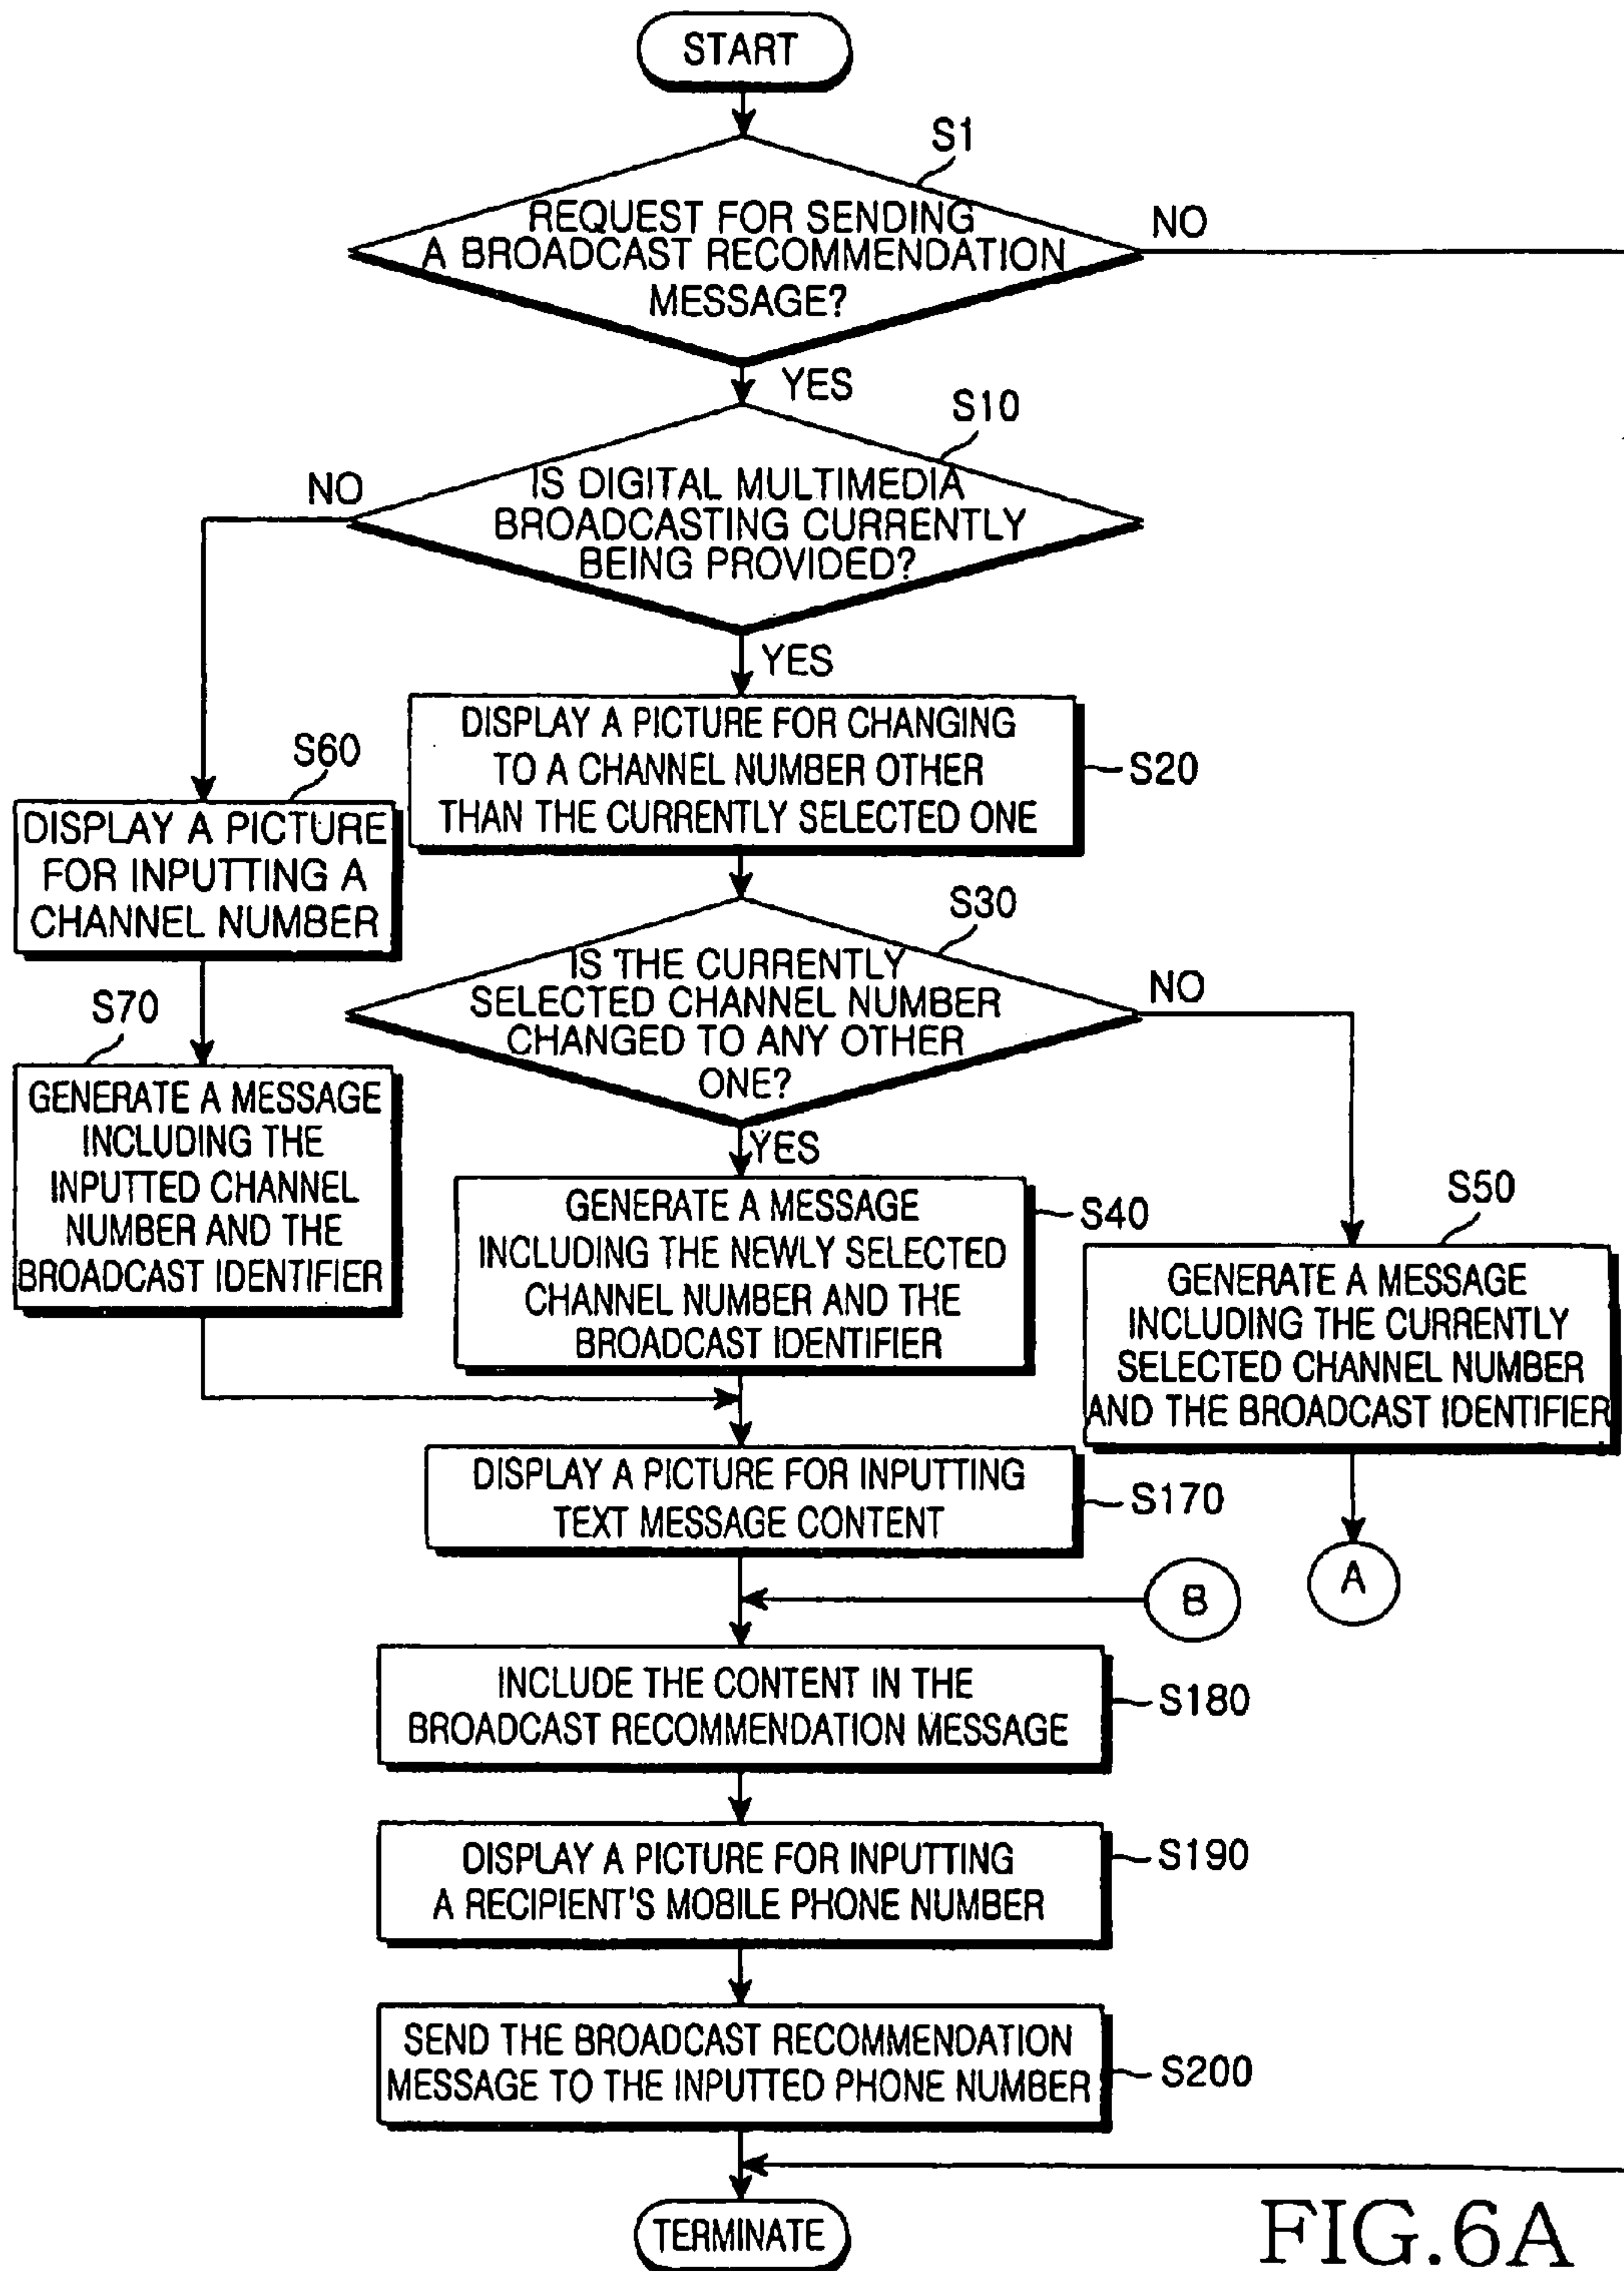 START
S1
REQUEST FOR SENDING
A BROADCAST RECOMMENDATION
MESSAGE?
NO
YES
S10
IS DIGITAL MULTIMEDIA
BROADCASTING CURRENTLY
BEING PROVIDED?
NO
YES
DISPLAY A PICTURE FOR CHANGING
TO A CHANNEL NUMBER OTHER
THAN THE CURRENTLY SELECTED ONE
S20
S60
DISPLAY A PICTURE
FOR INPUTTING A
CHANNEL NUMBER
S30
IS THE CURRENTLY
SELECTED CHANNEL NUMBER
CHANGED TO ANY OTHER
ONE?
NO
YES
S70
GENERATE A MESSAGE
INCLUDING THE
INPUTTED CHANNEL
NUMBER AND THE
BROADCAST IDENTIFIER
GENERATE A MESSAGE
INCLUDING THE NEWLY SELECTED
CHANNEL NUMBER AND THE
BROADCAST IDENTIFIER
S40
S50
GENERATE A MESSAGE
INCLUDING THE CURRENTLY
SELECTED CHANNEL NUMBER
AND THE BROADCAST IDENTIFIER
DISPLAY A PICTURE FOR INPUTTING
TEXT MESSAGE CONTENT
S170
A
B
INCLUDE THE CONTENT IN THE
BROADCAST RECOMMENDATION MESSAGE
S180
DISPLAY A PICTURE FOR INPUTTING
A RECIPIENT'S MOBILE PHONE NUMBER
S190
SEND THE BROADCAST RECOMMENDATION
MESSAGE TO THE INPUTTED PHONE NUMBER
S200
TERMINATE
FIG.6A